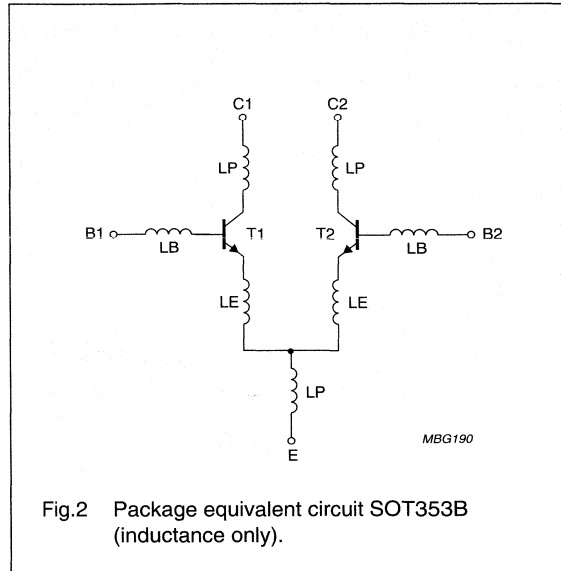 C1 C2
LP LP
B1 LB T1 T2 LB B2
LE LE
LP
E
MBG190
Fig.2 Package equivalent circuit SOT353B
(inductance only).